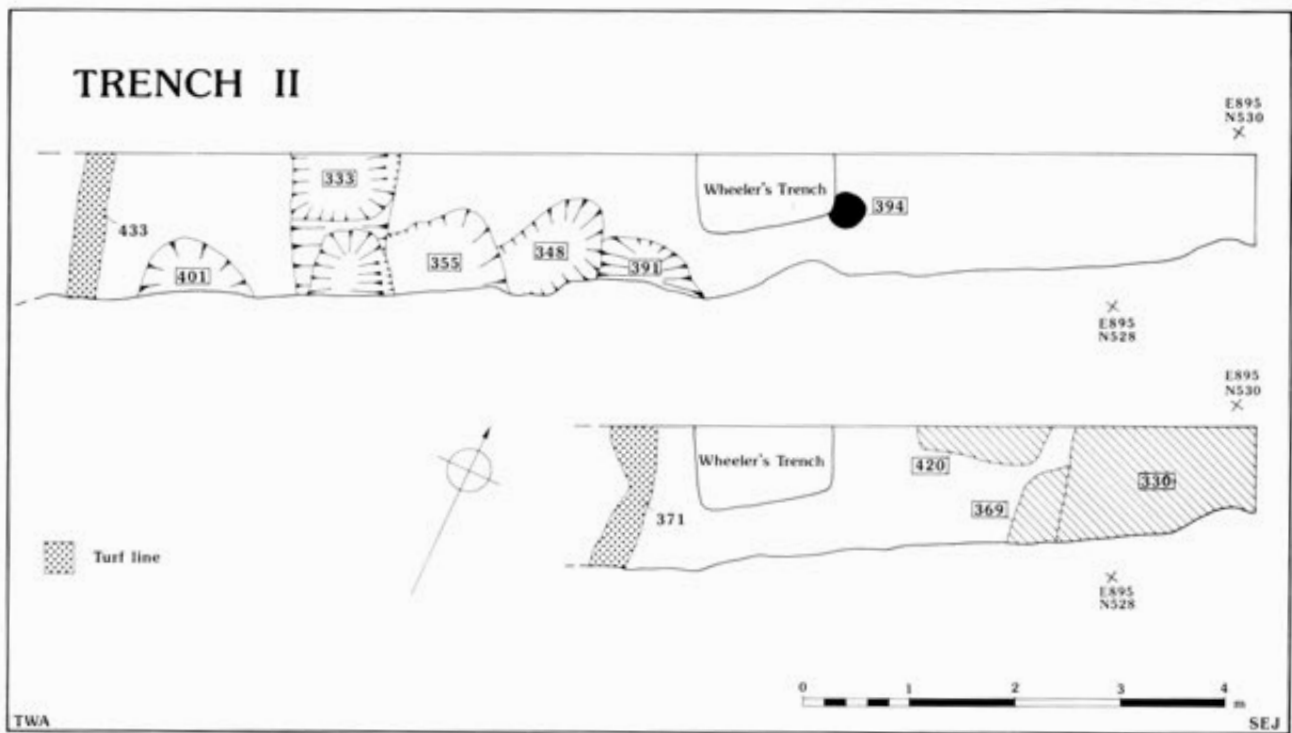 TRENCH II
E895
N530
333
Wheeler's Trench
394
433
401
355
348
391
E895
N528
E895
N530
Wheeler's Trench
420
330
369
371
Turf line
E895
N528
0 1 2 3 4
m
TWA
SEJ